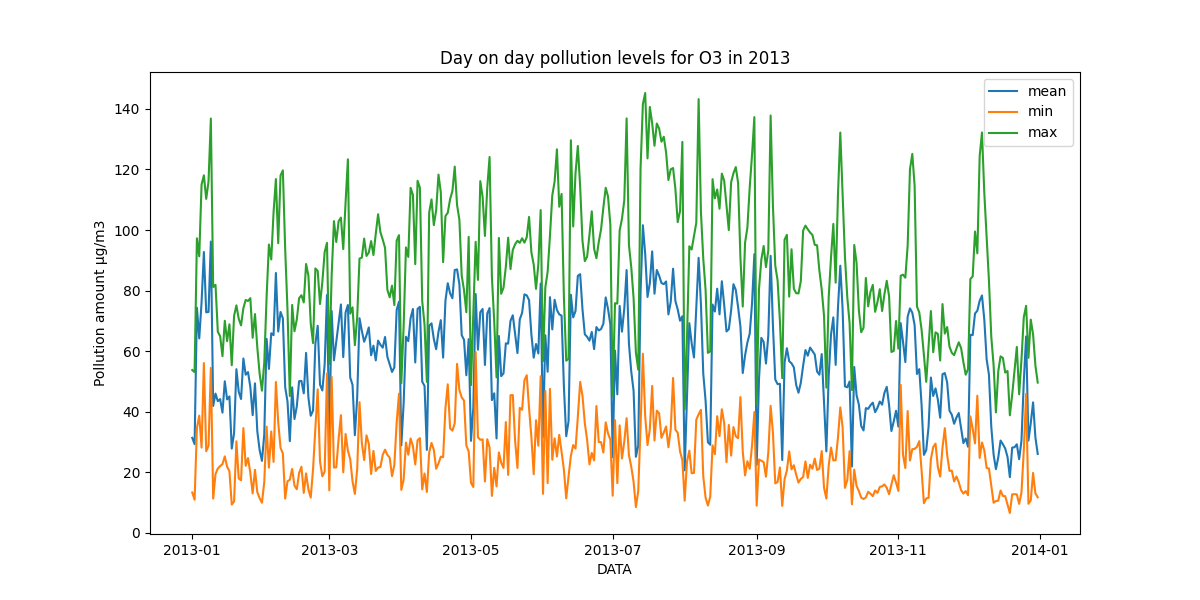 Day on day pollution levels for O3 in 2013
mean
min
max
140
120
100
80
60
40
20
0
Pollution amount µg/m3
2013-01 2013-03 2013-05 2013-07 2013-09 2013-11 2014-01
DATA